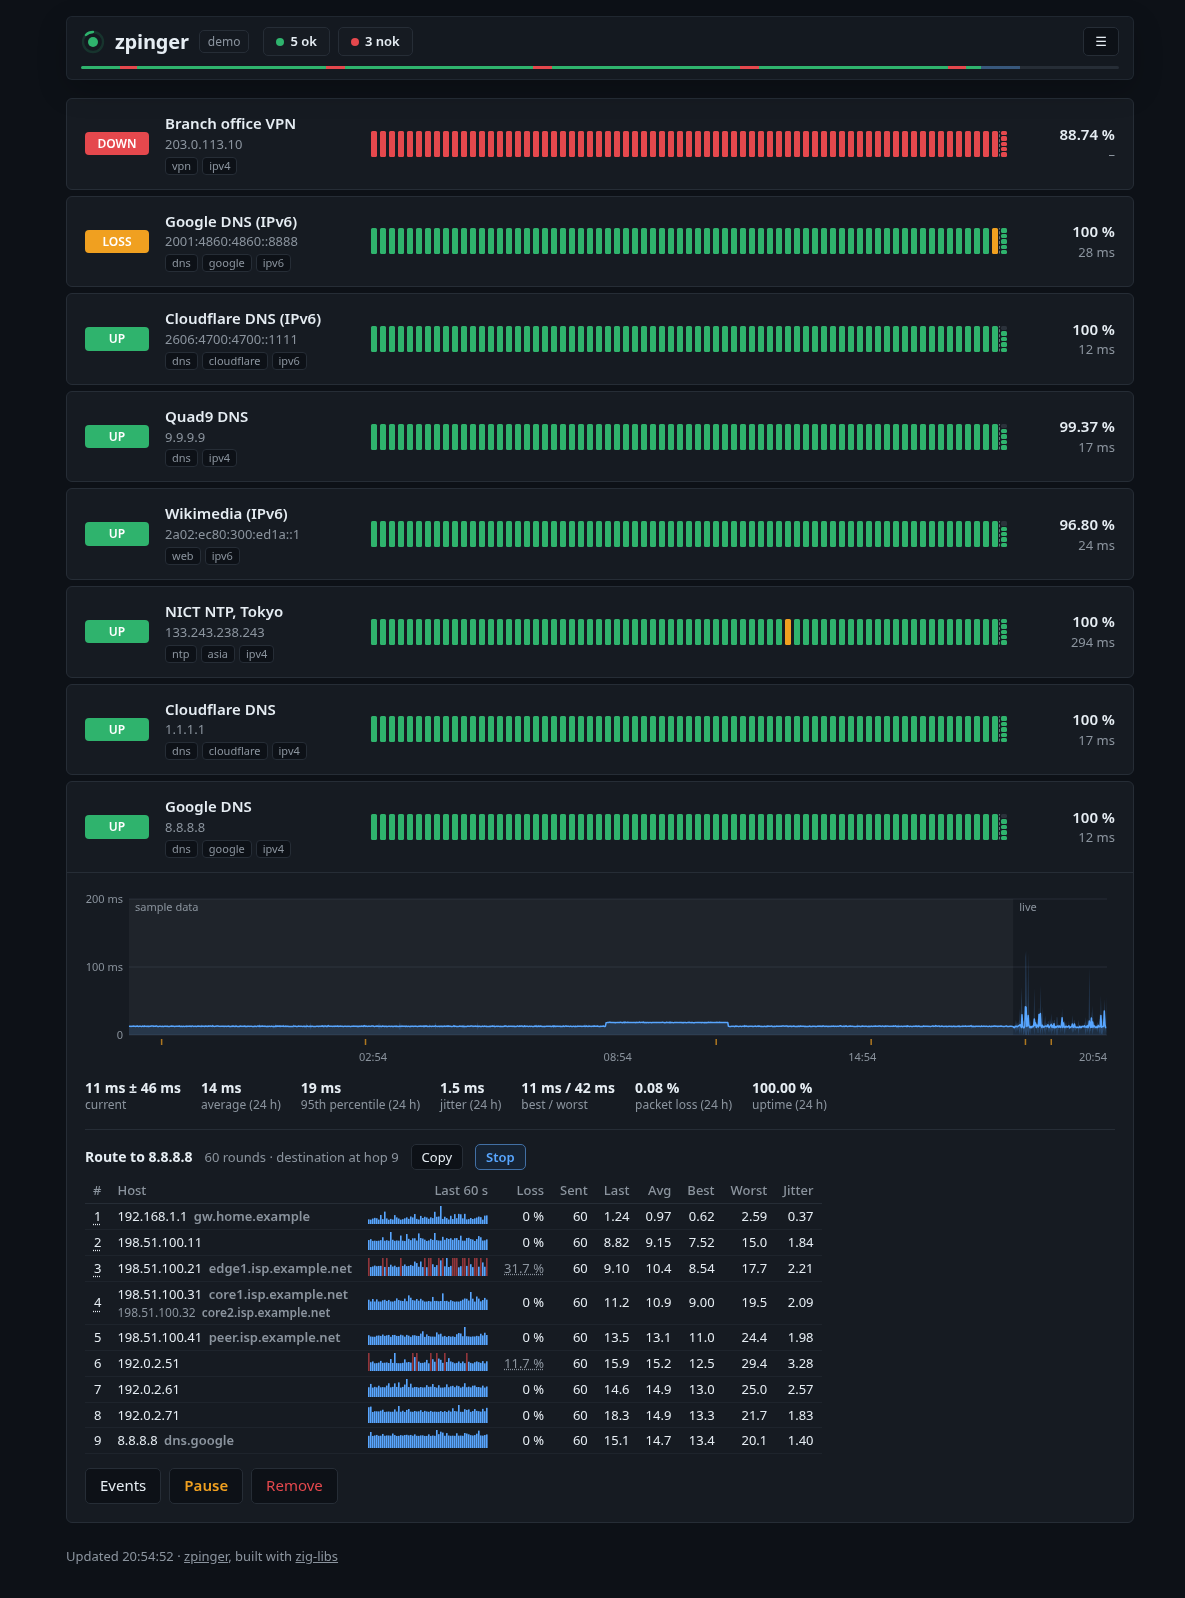 zpinger demo 5 ok 3 nok ☰
DOWN
Branch office VPN
203.0.113.10
vpn ipv4
88.74 %
–
LOSS
Google DNS (IPv6)
2001:4860:4860::8888
dns google ipv6
100 %
28 ms
UP
Cloudflare DNS (IPv6)
2606:4700:4700::1111
dns cloudflare ipv6
100 %
12 ms
UP
Quad9 DNS
9.9.9.9
dns ipv4
99.37 %
17 ms
UP
Wikimedia (IPv6)
2a02:ec80:300:ed1a::1
web ipv6
96.80 %
24 ms
UP
NICT NTP, Tokyo
133.243.238.243
ntp asia ipv4
100 %
294 ms
UP
Cloudflare DNS
1.1.1.1
dns cloudflare ipv4
100 %
17 ms
UP
Google DNS
8.8.8.8
dns google ipv4
100 %
12 ms
200 ms
sample data live
100 ms
0
02:54 08:54 14:54 20:54
11 ms ± 46 ms 14 ms 19 ms 1.5 ms 11 ms / 42 ms 0.08 % 100.00 %
current average (24 h) 95th percentile (24 h) jitter (24 h) best / worst packet loss (24 h) uptime (24 h)
Route to 8.8.8.8 60 rounds · destination at hop 9 Copy Stop
# Host Last 60 s Loss Sent Last Avg Best Worst Jitter
1 192.168.1.1 gw.home.example 0 % 60 1.24 0.97 0.62 2.59 0.37
2 198.51.100.11 0 % 60 8.82 9.15 7.52 15.0 1.84
3 198.51.100.21 edge1.isp.example.net 31.7 % 60 9.10 10.4 8.54 17.7 2.21
4 198.51.100.31 core1.isp.example.net 0 % 60 11.2 10.9 9.00 19.5 2.09
198.51.100.32 core2.isp.example.net
5 198.51.100.41 peer.isp.example.net 0 % 60 13.5 13.1 11.0 24.4 1.98
6 192.0.2.51 11.7 % 60 15.9 15.2 12.5 29.4 3.28
7 192.0.2.61 0 % 60 14.6 14.9 13.0 25.0 2.57
8 192.0.2.71 0 % 60 18.3 14.9 13.3 21.7 1.83
9 8.8.8.8 dns.google 0 % 60 15.1 14.7 13.4 20.1 1.40
Events Pause Remove
Updated 20:54:52 · zpinger, built with zig-libs